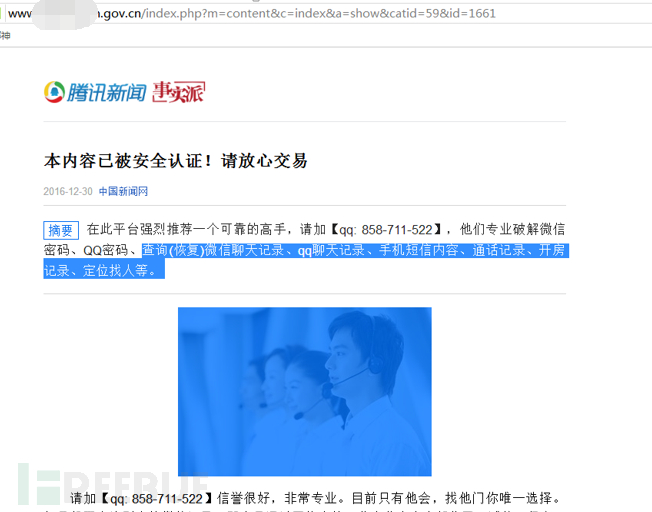 www.
n.gov.cn/index.php?m=content&c=index&a=show&catid=59&id=1661
神
腾讯新闻 事实派
本内容已被安全认证！请放心交易
2016-12-30 中国新闻网
摘要 在此平台强烈推荐一个可靠的高手，请加【qq: 858-711-522】，他们专业破解微信
密码、QQ密码、查询(恢复)微信聊天记录、qq聊天记录、手机短信内容、通话记录、开房
记录、定位找人等。
FREEBUF
请加【qq: 858-711-522】信誉很好，非常专业。目前只有他会，找他们你唯一选择。